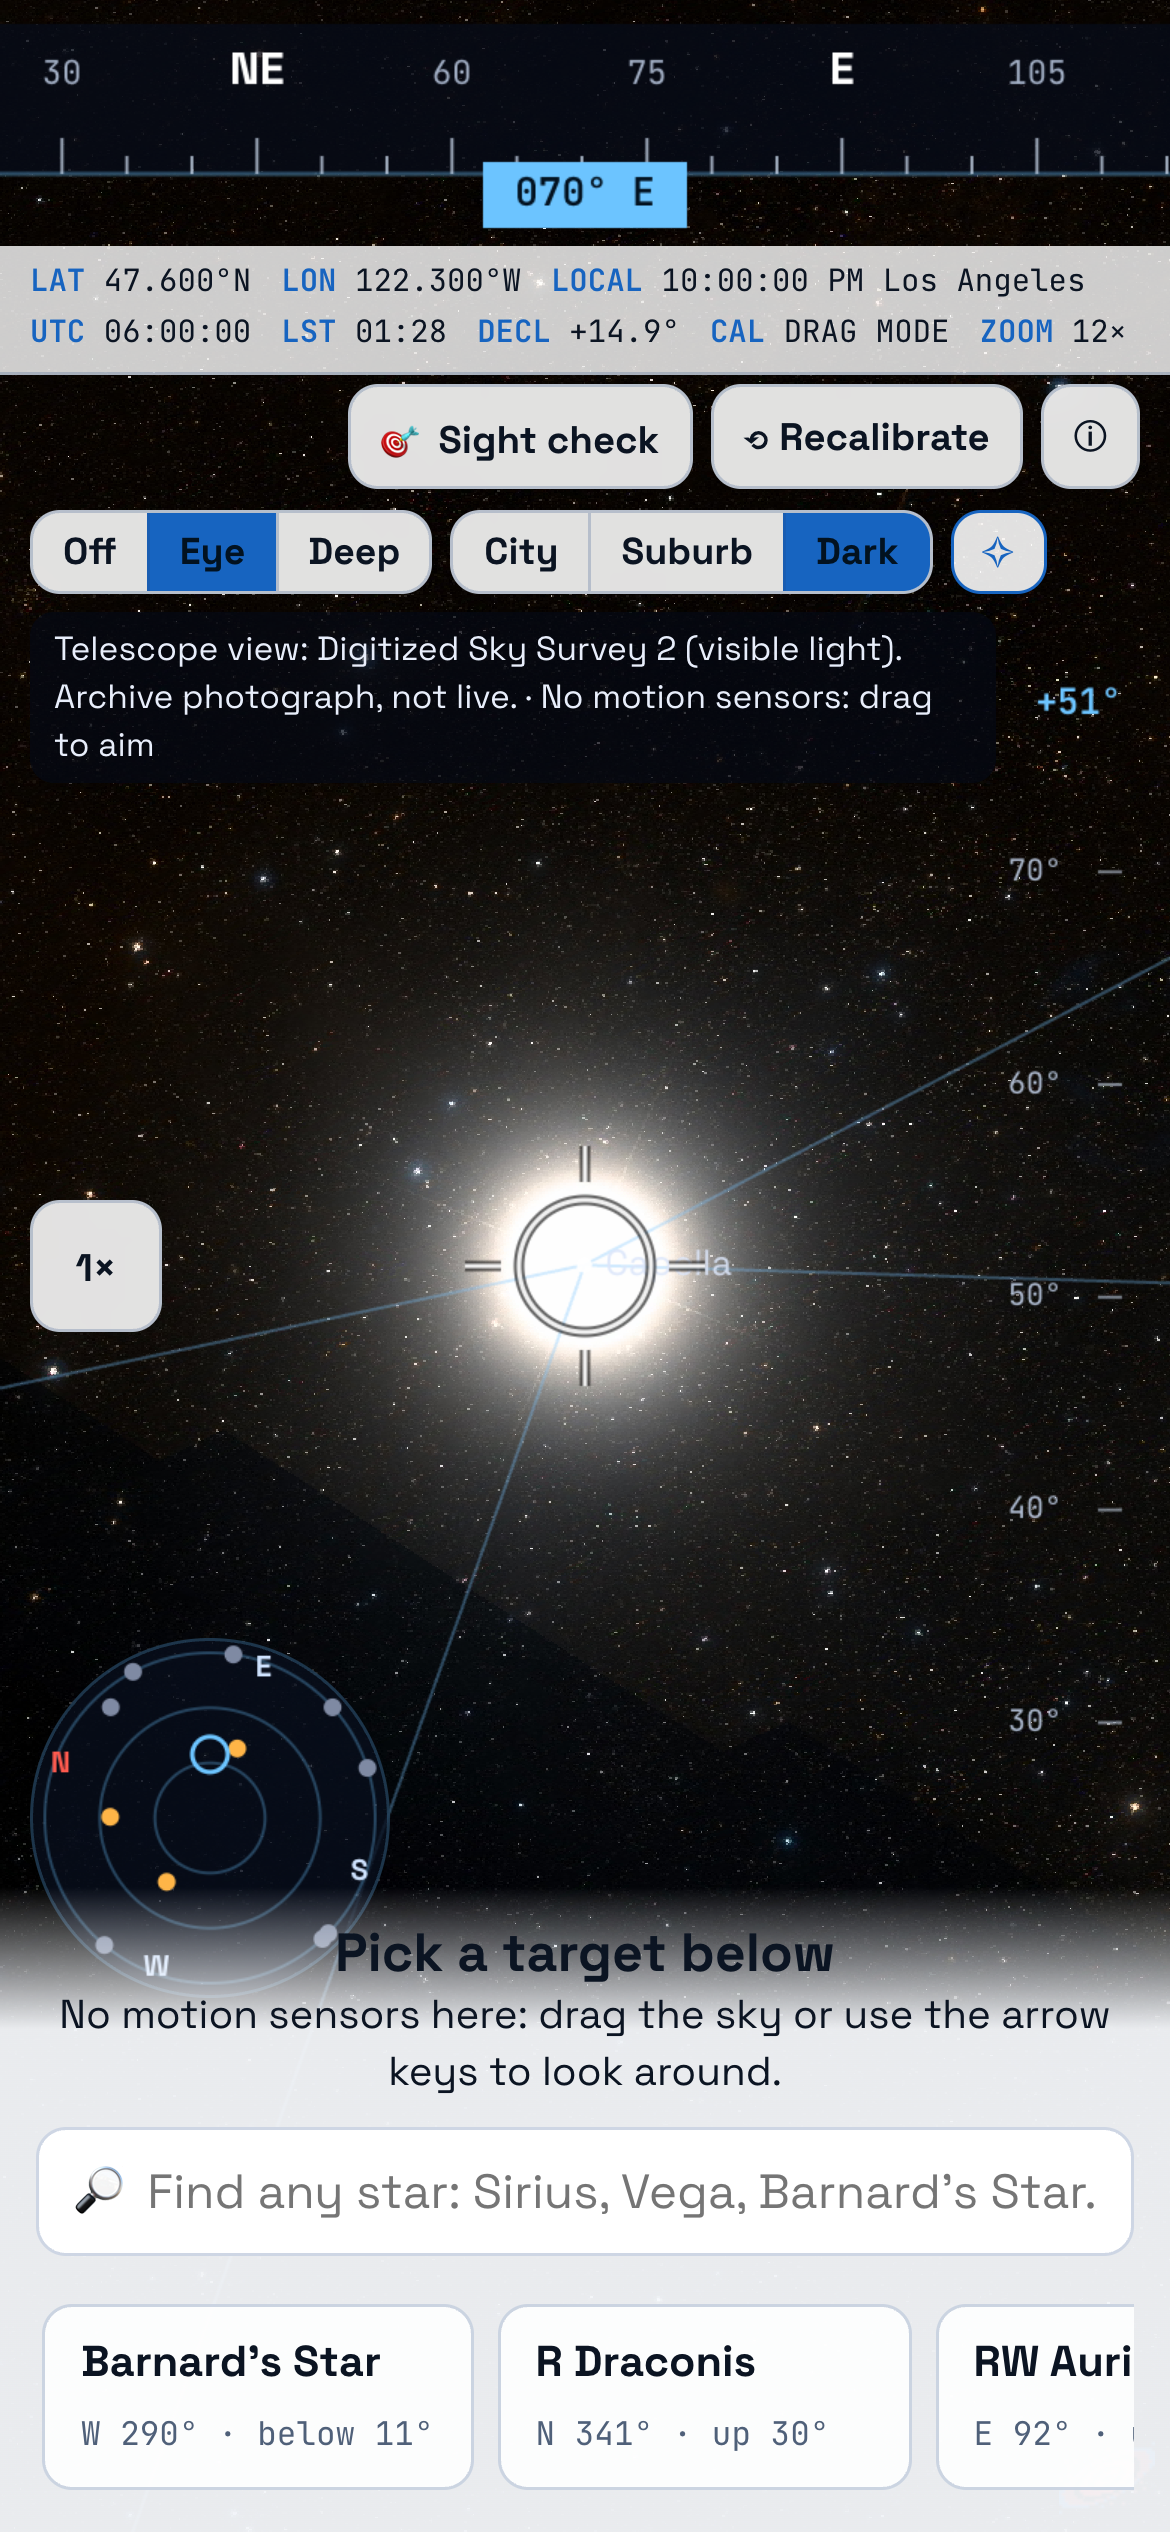 30 NE 60 75 E 105
070° E
LAT 47.600°N LON 122.300°W LOCAL 10:00:00 PM Los Angeles
UTC 06:00:00 LST 01:28 DECL +14.9° CAL DRAG MODE ZOOM 12×
Sight check Recalibrate
Off Eye Deep City Suburb Dark
Telescope view: Digitized Sky Survey 2 (visible light).
Archive photograph, not live. · No motion sensors: drag
to aim
+51°
70°
60°
1×
50°
40°
30°
E
N
S
W
Pick a target below
No motion sensors here: drag the sky or use the arrow
keys to look around.
Find any star: Sirius, Vega, Barnard's Star.
Barnard's Star R Draconis RW Auri
W 290° · below 11° N 341° · up 30° E 92° ·